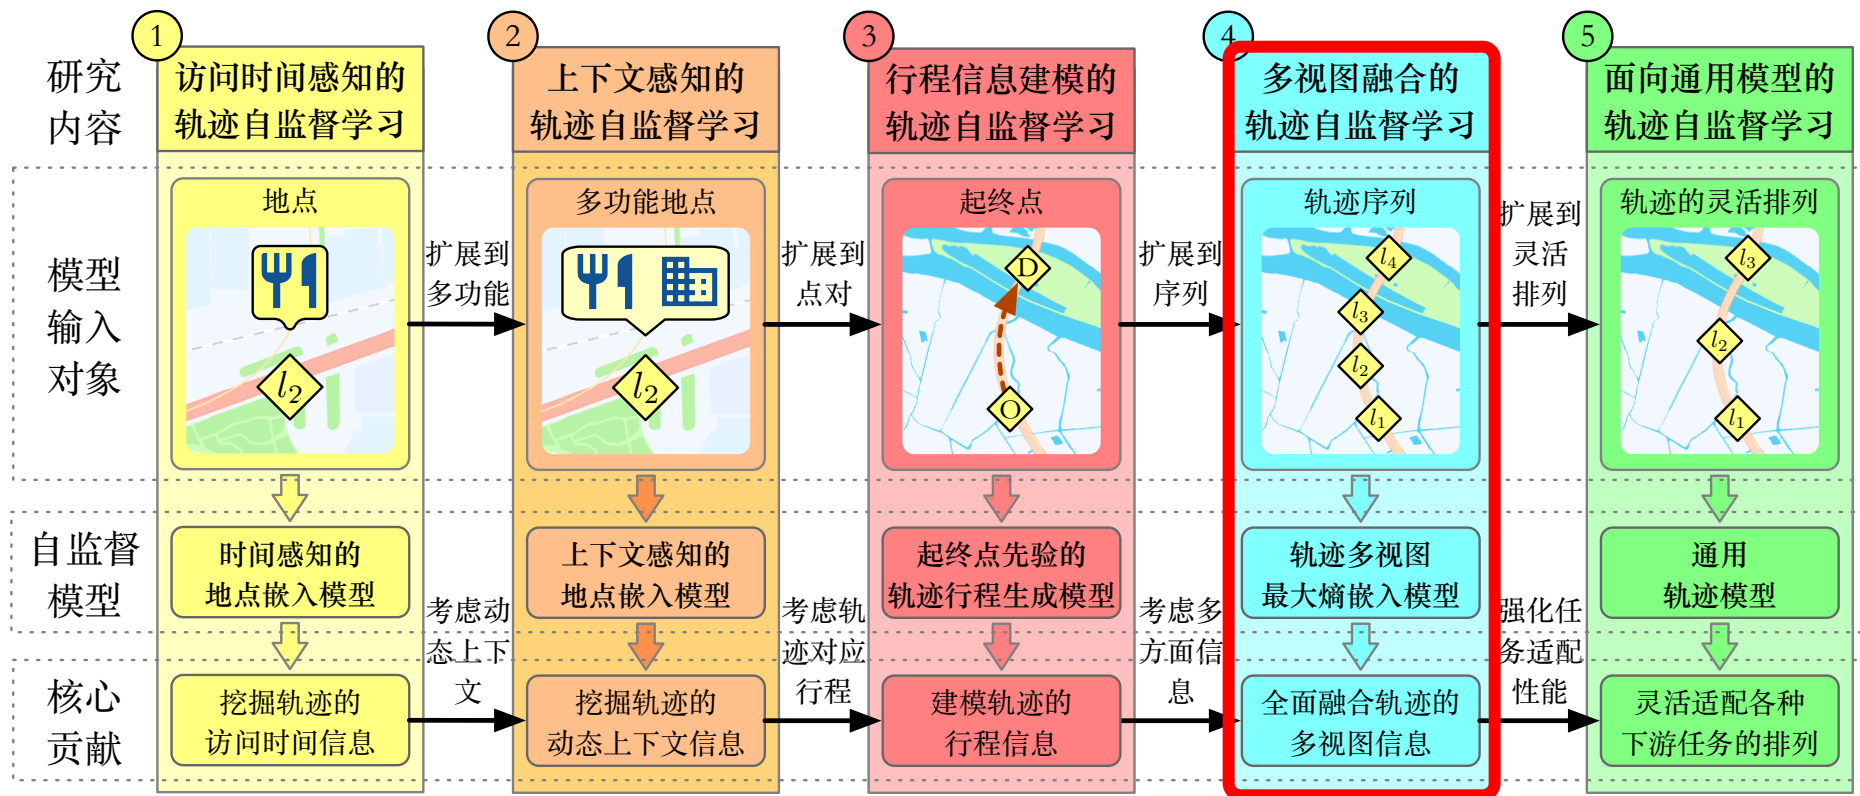 1
2
3
4
5
研究
内容
访问时间感知的
轨迹自监督学习
上下文感知的
轨迹自监督学习
行程信息建模的
轨迹自监督学习
多视图融合的
轨迹自监督学习
面向通用模型的
轨迹自监督学习
模型
输入
对象
地点
l2
扩展到
多功能
多功能地点
l2
扩展到
点对
起终点
D
O
扩展到
序列
轨迹序列
l4
l3
l2
l1
扩展到
灵活
排列
轨迹的灵活排列
l3
l2
l1
自监督
模型
时间感知的
地点嵌入模型
上下文感知的
地点嵌入模型
起终点先验的
轨迹行程生成模型
轨迹多视图
最大熵嵌入模型
通用
轨迹模型
核心
贡献
挖掘轨迹的
访问时间信息
考虑动
态上下
文
挖掘轨迹的
动态上下文信息
考虑轨
迹对应
行程
建模轨迹的
行程信息
考虑多
方面信
息
全面融合轨迹的
多视图信息
强化任
务适配
性能
灵活适配各种
下游任务的排列